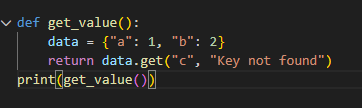 def get_value():
    data = {"a": 1, "b": 2}
    return data.get("c", "Key not found")
print(get_value())